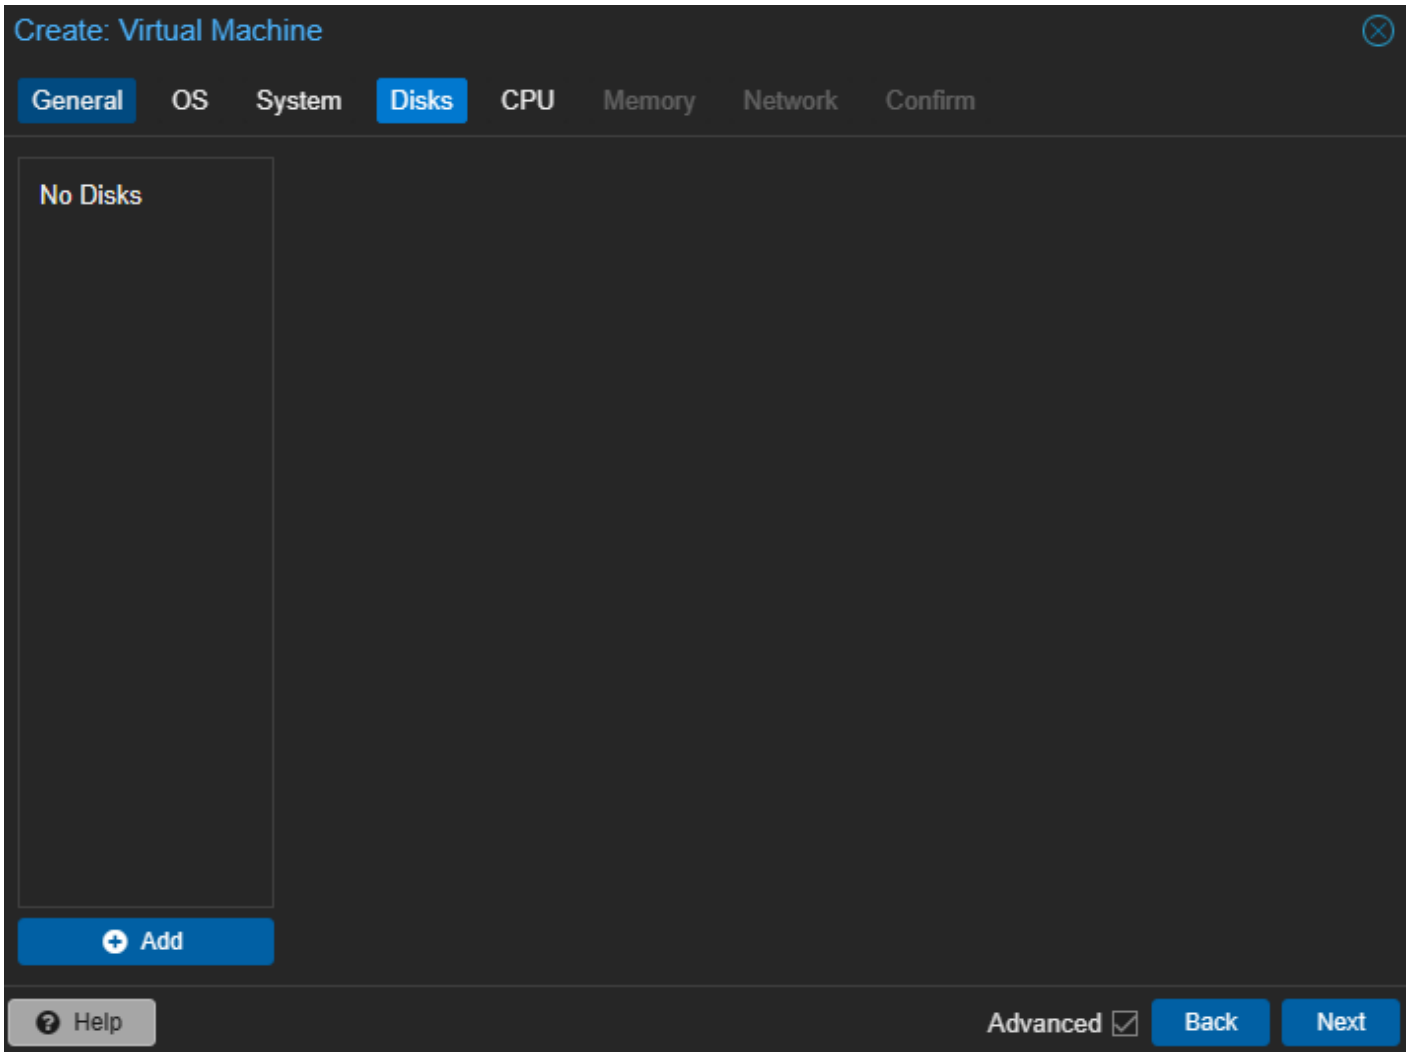 Create: Virtual Machine
General OS System Disks CPU Memory Network Confirm
No Disks
Add
Help Advanced Back Next